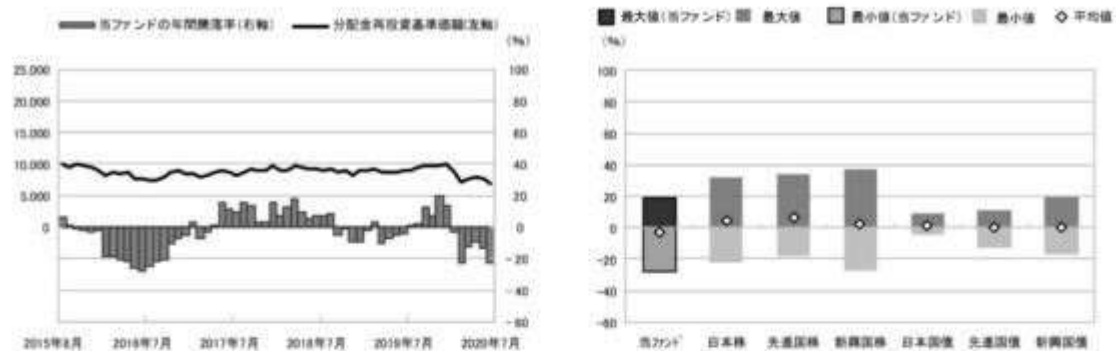 当ファンドの年間騰落率(右軸)
分配金再投資基準価額(左軸)
(%)
25,000
20,000
15,000
10,000
5,000
0
100
80
60
40
20
0
-20
-40
-60
2015年8月
2016年7月
2017年7月
2018年7月
2019年7月
2020年7月
最大値(当ファンド)
最大値
最小値(当ファンド)
最小値
平均値
(%)
100
80
60
40
20
0
-20
-40
-60
当ファンド
日本株
先進国株
新興国株
日本国債
先進国債
新興国債